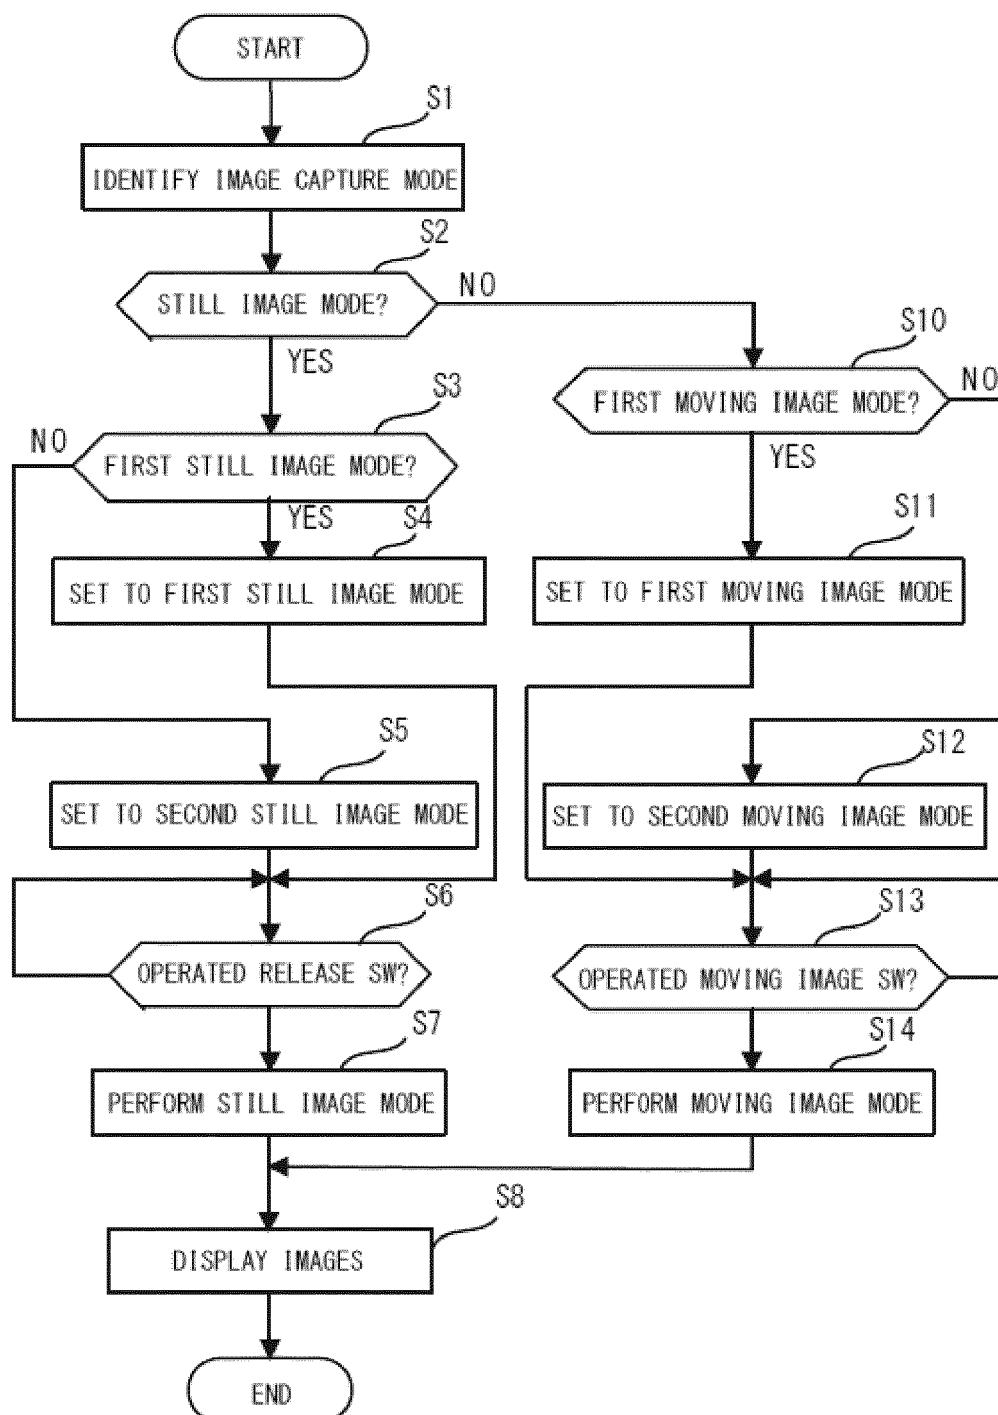 START
S1
IDENTIFY IMAGE CAPTURE MODE
S2
STILL IMAGE MODE?
NO
YES
S10
FIRST MOVING IMAGE MODE?
NO
YES
S3
NO
FIRST STILL IMAGE MODE?
YES
S4
SET TO FIRST STILL IMAGE MODE
S11
SET TO FIRST MOVING IMAGE MODE
S5
SET TO SECOND STILL IMAGE MODE
S12
SET TO SECOND MOVING IMAGE MODE
S6
OPERATED RELEASE SW?
S13
OPERATED MOVING IMAGE SW?
S7
PERFORM STILL IMAGE MODE
S14
PERFORM MOVING IMAGE MODE
S8
DISPLAY IMAGES
END